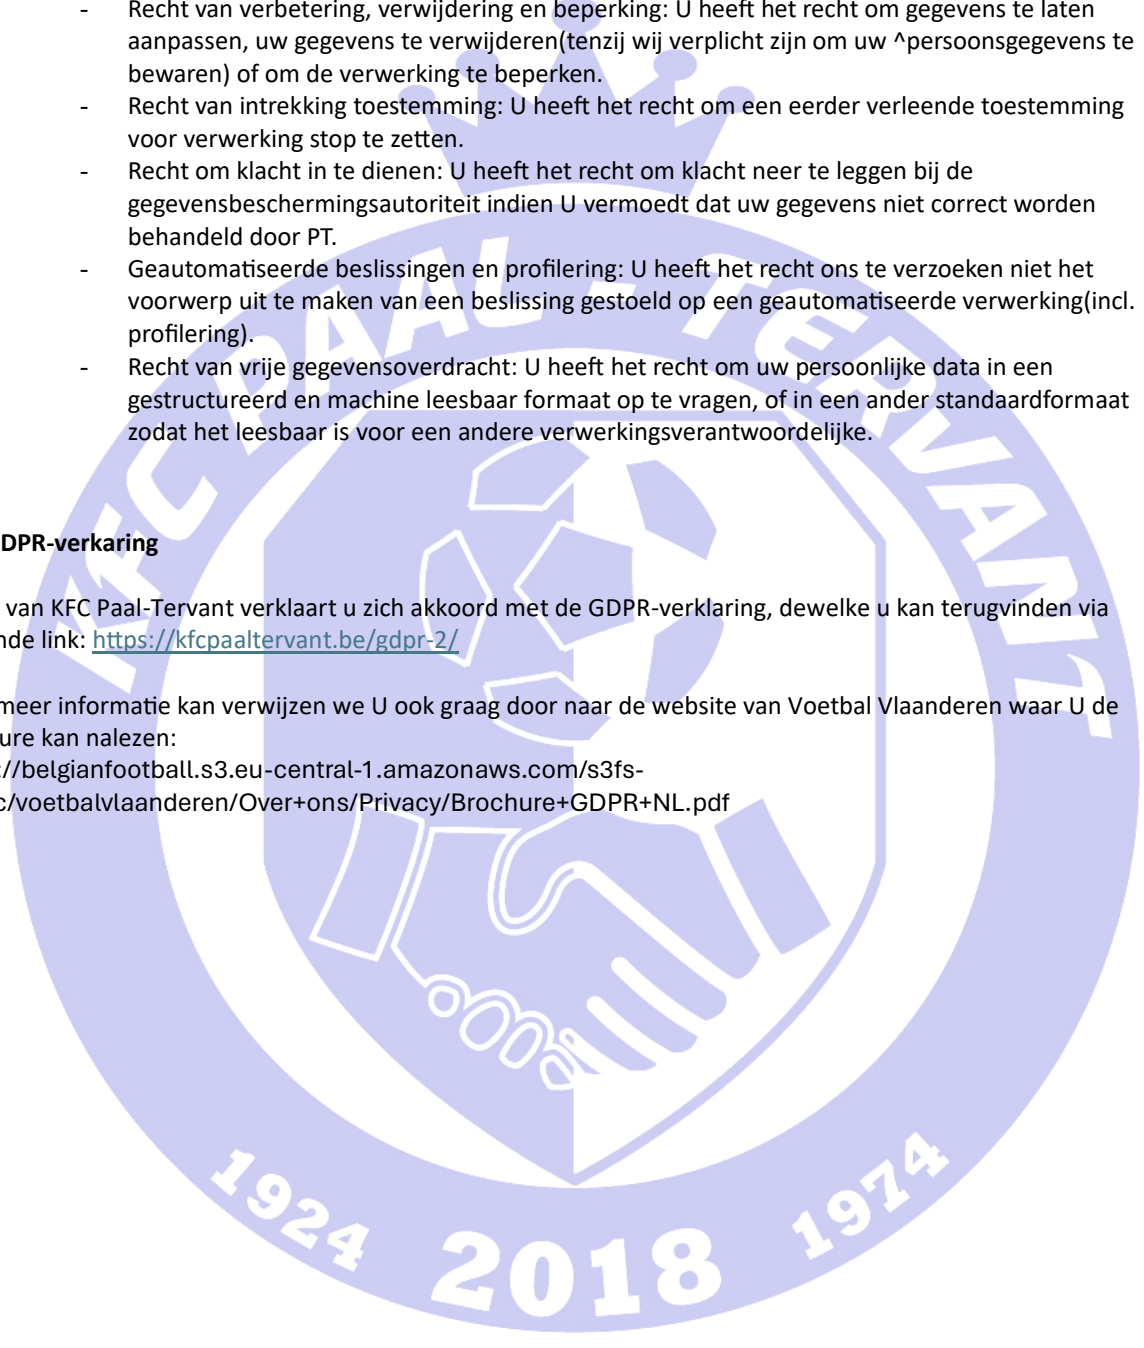 - Recht van verbetering, verwijdering en beperking: U heeft het recht om gegevens te laten
aanpassen, uw gegevens te verwijderen(tenzij wij verplicht zijn om uw ^persoonsgegevens te
bewaren) of om de verwerking te beperken.
- Recht van intrekking toestemming: U heeft het recht om een eerder verleende toestemming
voor verwerking stop te zetten.
- Recht om klacht in te dienen: U heeft het recht om klacht neer te leggen bij de
gegevensbeschermingsautoriteit indien U vermoedt dat uw gegevens niet correct worden
behandeld door PT.
- Geautomatiseerde beslissingen en profilering: U heeft het recht ons te verzoeken niet het
voorwerp uit te maken van een beslissing gestoeld op een geautomatiseerde verwerking(incl.
profilering).
- Recht van vrije gegevensoverdracht: U heeft het recht om uw persoonlijke data in een
gestructureerd en machine leesbaar formaat op te vragen, of in een ander standaardformaat
zodat het leesbaar is voor een andere verwerkingsverantwoordelijke.
DPR-verkaring
van KFC Paal-Tervant verklaart u zich akkoord met de GDPR-verklaring, dewelke u kan terugvinden via
nde link: https://kfcpaaltervant.be/gdpr-2/
meer informatie kan verwijzen we U ook graag door naar de website van Voetbal Vlaanderen waar U de
ure kan nalezen:
://belgianfootball.s3.eu-central-1.amazonaws.com/s3fs-
c/voetbalvlaanderen/Over+ons/Privacy/Brochure+GDPR+NL.pdf
KFC PAAL - TERVANT
1924 2018 1974